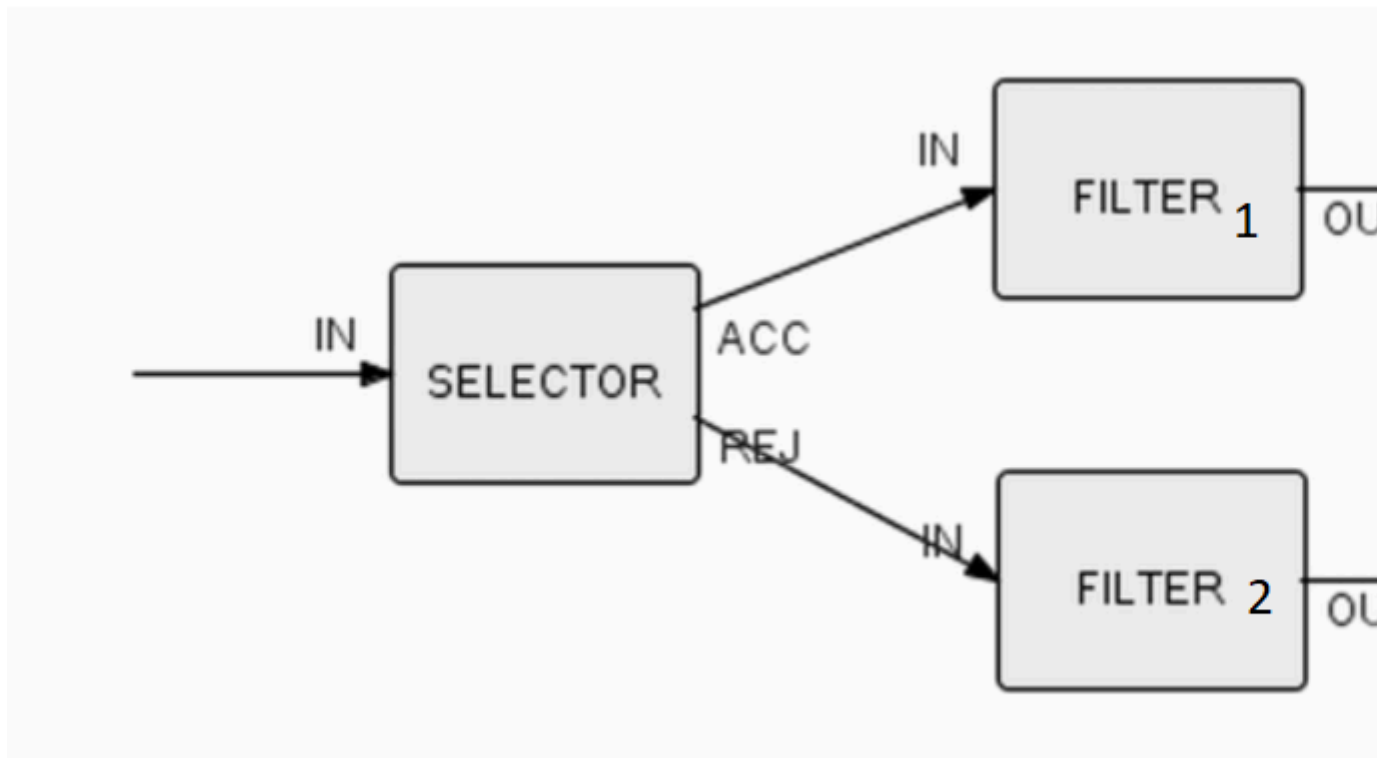 IN
FILTER 1
OU
IN
ACC
SELECTOR
REJ
IN
FILTER 2
OU